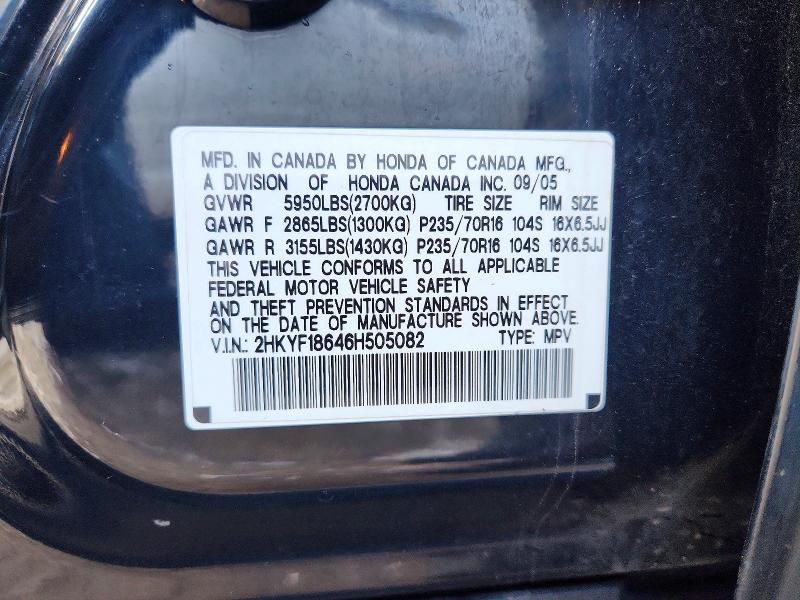 MFD. IN CANADA BY HONDA OF CANADA MFG.,
A DIVISION OF HONDA CANADA INC. 09/05
GVWR 5950LBS(2700KG) TIRE SIZE RIM SIZE
GAWR F 2865LBS(1300KG) P235/70R16 104S 16X6.5JJ
GAWR R 3155LBS(1430KG) P235/70R16 104S 16X6.5JJ
THIS VEHICLE CONFORMS TO ALL APPLICABLE
FEDERAL MOTOR VEHICLE SAFETY
AND THEFT PREVENTION STANDARDS IN EFFECT
ON THE DATE OF MANUFACTURE SHOWN ABOVE.
V.I.N.: 2HKYF18646H505082 TYPE: MPV